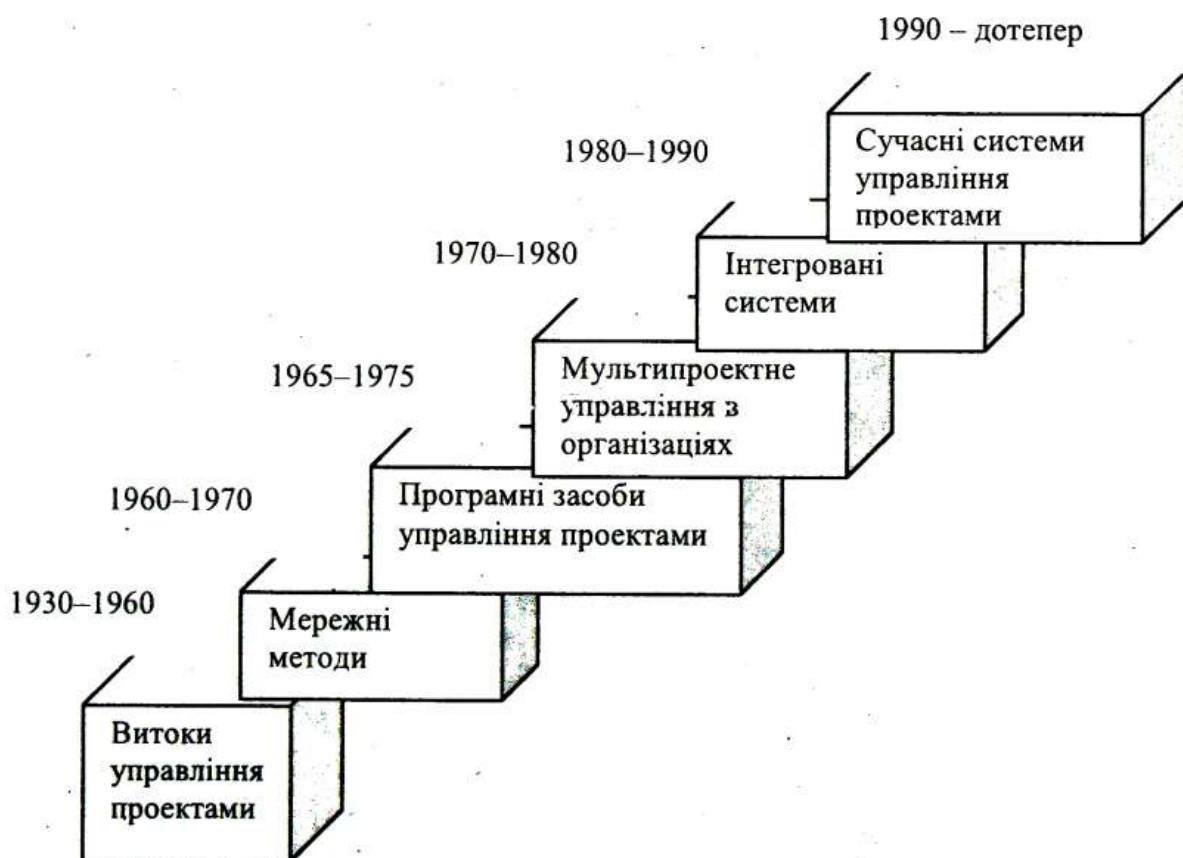 1990 – дотепер
Сучасні системи
управління
проектами
1980–1990
Інтегровані
системи
1970–1980
Мультипроектне
управління з
організаціях
1965–1975
Програмні засоби
управління проектами
1960–1970
Мережні
методи
1930–1960
Витоки
управління
проектами